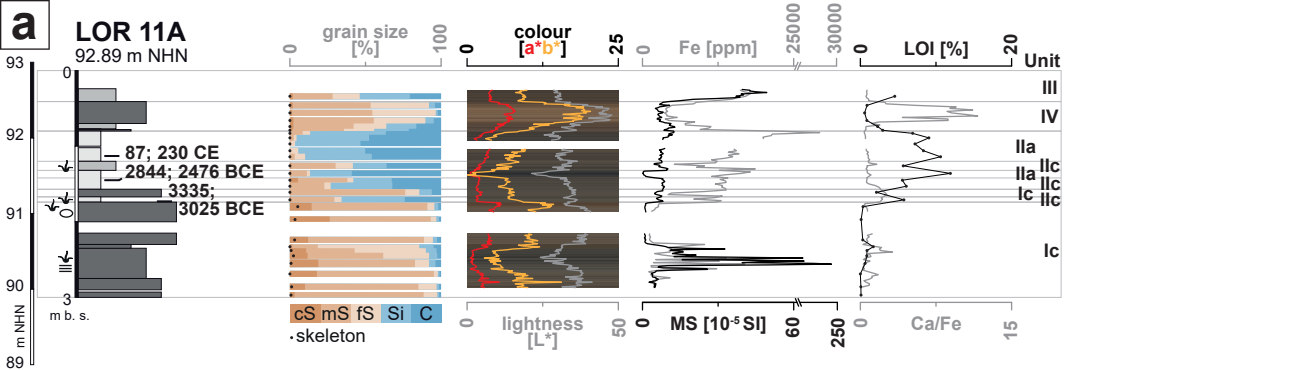 a
LOR 11A
92.89 m NHN
grain size
[%]
0
100
colour
[a*b*]
0
25
Fe [ppm]
0
25000
30000
LOI [%]
0
20
Unit
93
92
91
90
89
m NHN
0
3
m b. s.
87; 230 CE
2844; 2476 BCE
3335;
3025 BCE
III
IV
IIa
IIc
IIa
IIc
Ic
IIc
Ic
cS mS fS Si C
·skeleton
0
50
lightness
[L*]
0
60
250
MS [10-5 SI]
0
15
Ca/Fe